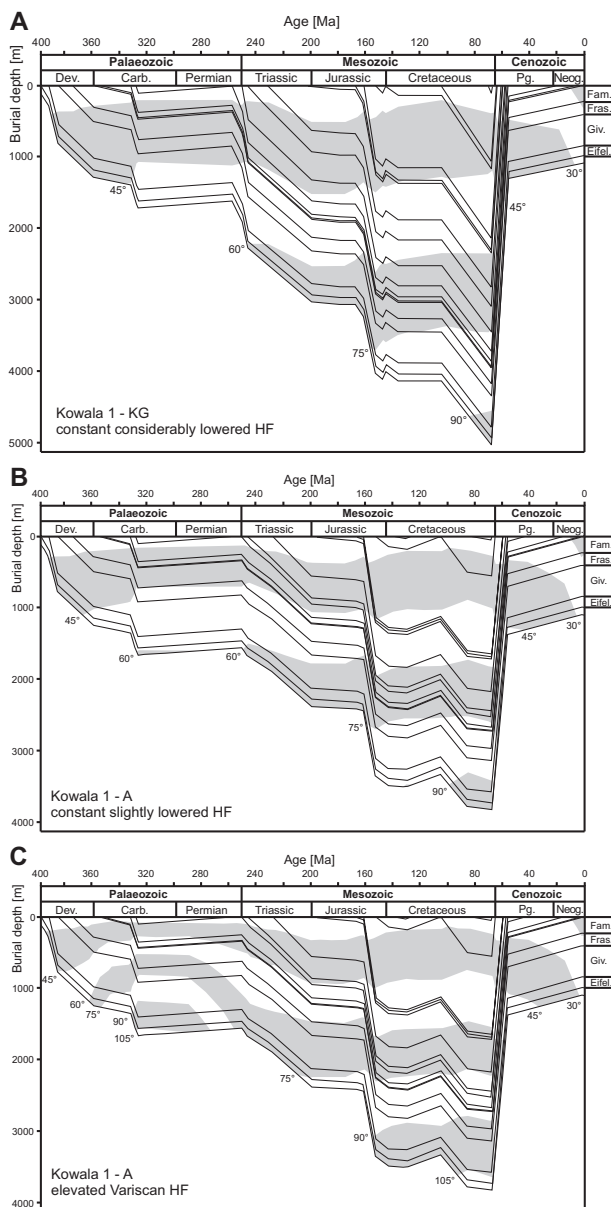 A
Age [Ma]
400 360 320 280 240 200 160 120 80 40 0
Palaeozoic Mesozoic Cenozoic
Dev. Carb. Permian Triassic Jurassic Cretaceous Pg. Neog.
Burial depth [m]
0
1000
2000
3000
4000
5000
Fam.
Fras.
Giv.
Eifel.
45°
60°
75°
90°
45°
30°
Kowala 1 - KG
constant considerably lowered HF
B
Age [Ma]
400 360 320 280 240 200 160 120 80 40 0
Palaeozoic Mesozoic Cenozoic
Dev. Carb. Permian Triassic Jurassic Cretaceous Pg. Neog.
Burial depth [m]
0
1000
2000
3000
4000
Fam.
Fras.
Giv.
Eifel.
45°
60°
60°
75°
90°
45°
30°
Kowala 1 - A
constant slightly lowered HF
C
Age [Ma]
400 360 320 280 240 200 160 120 80 40 0
Palaeozoic Mesozoic Cenozoic
Dev. Carb. Permian Triassic Jurassic Cretaceous Pg. Neog.
Burial depth [m]
0
1000
2000
3000
4000
Fam.
Fras.
Giv.
Eifel.
45°
60°
75°
90°
105°
75°
90°
105°
45°
30°
Kowala 1 - A
elevated Variscan HF